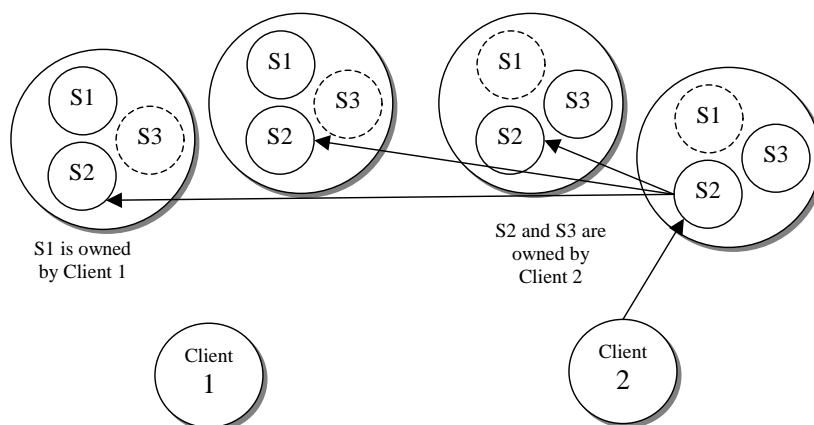 S1
S3
S2
S1
S3
S2
S1
S3
S2
S1
S3
S2
S1 is owned
by Client 1
S2 and S3 are
owned by
Client 2
Client
1
Client
2